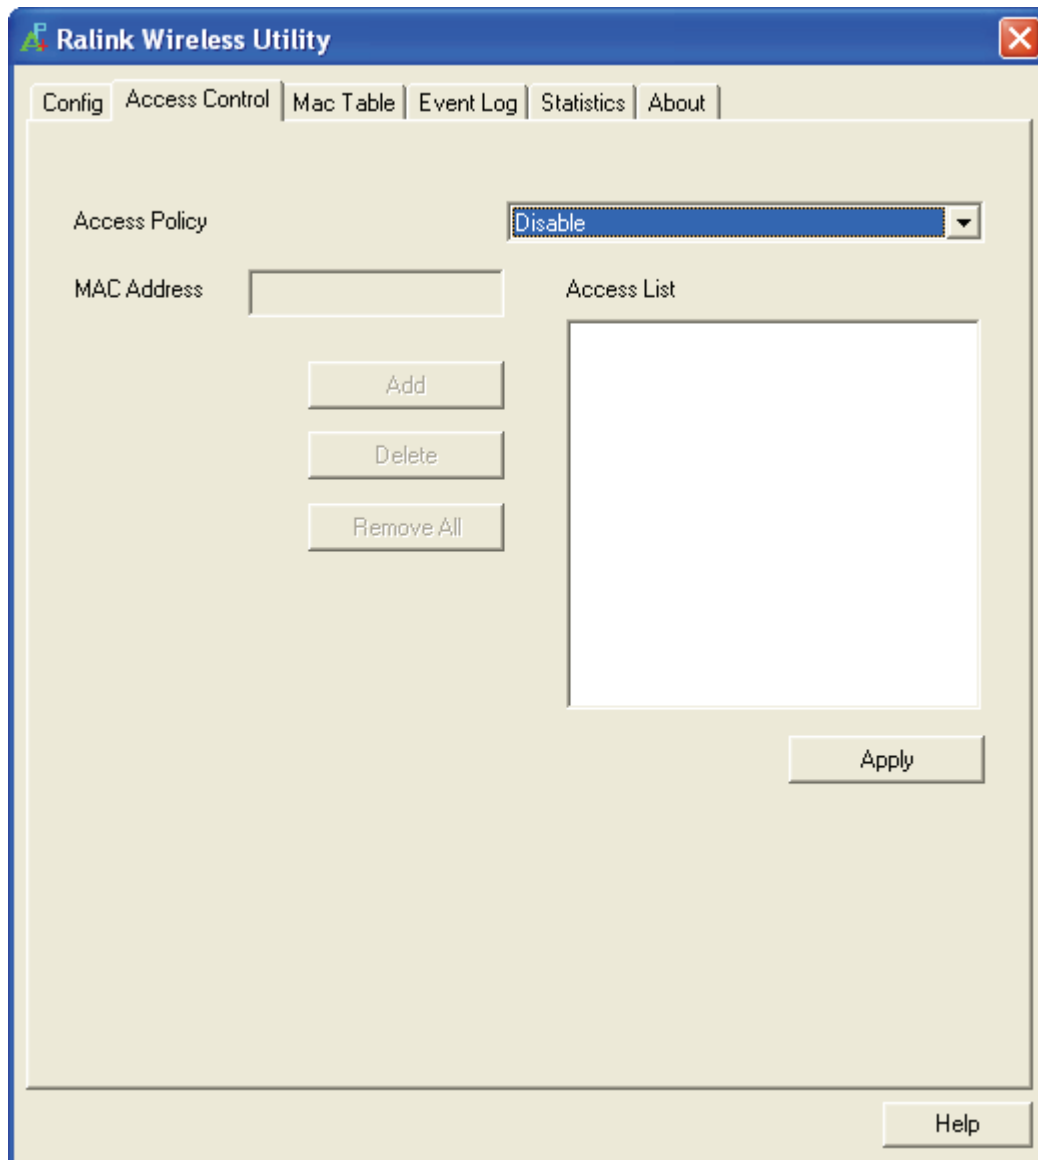 Ralink Wireless Utility
Config Access Control Mac Table Event Log Statistics About
Access Policy Disable
MAC Address Access List
Add
Delete
Remove All
Apply
Help